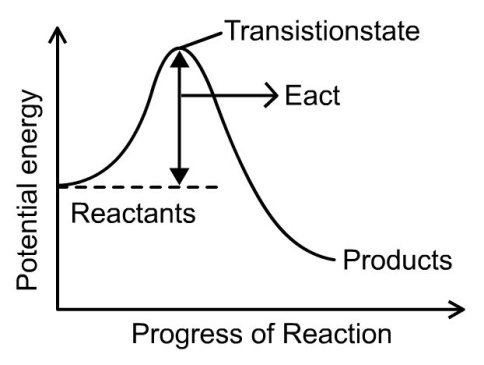 Transistionstate
Eact
Potential energy
Reactants
Products
Progress of Reaction